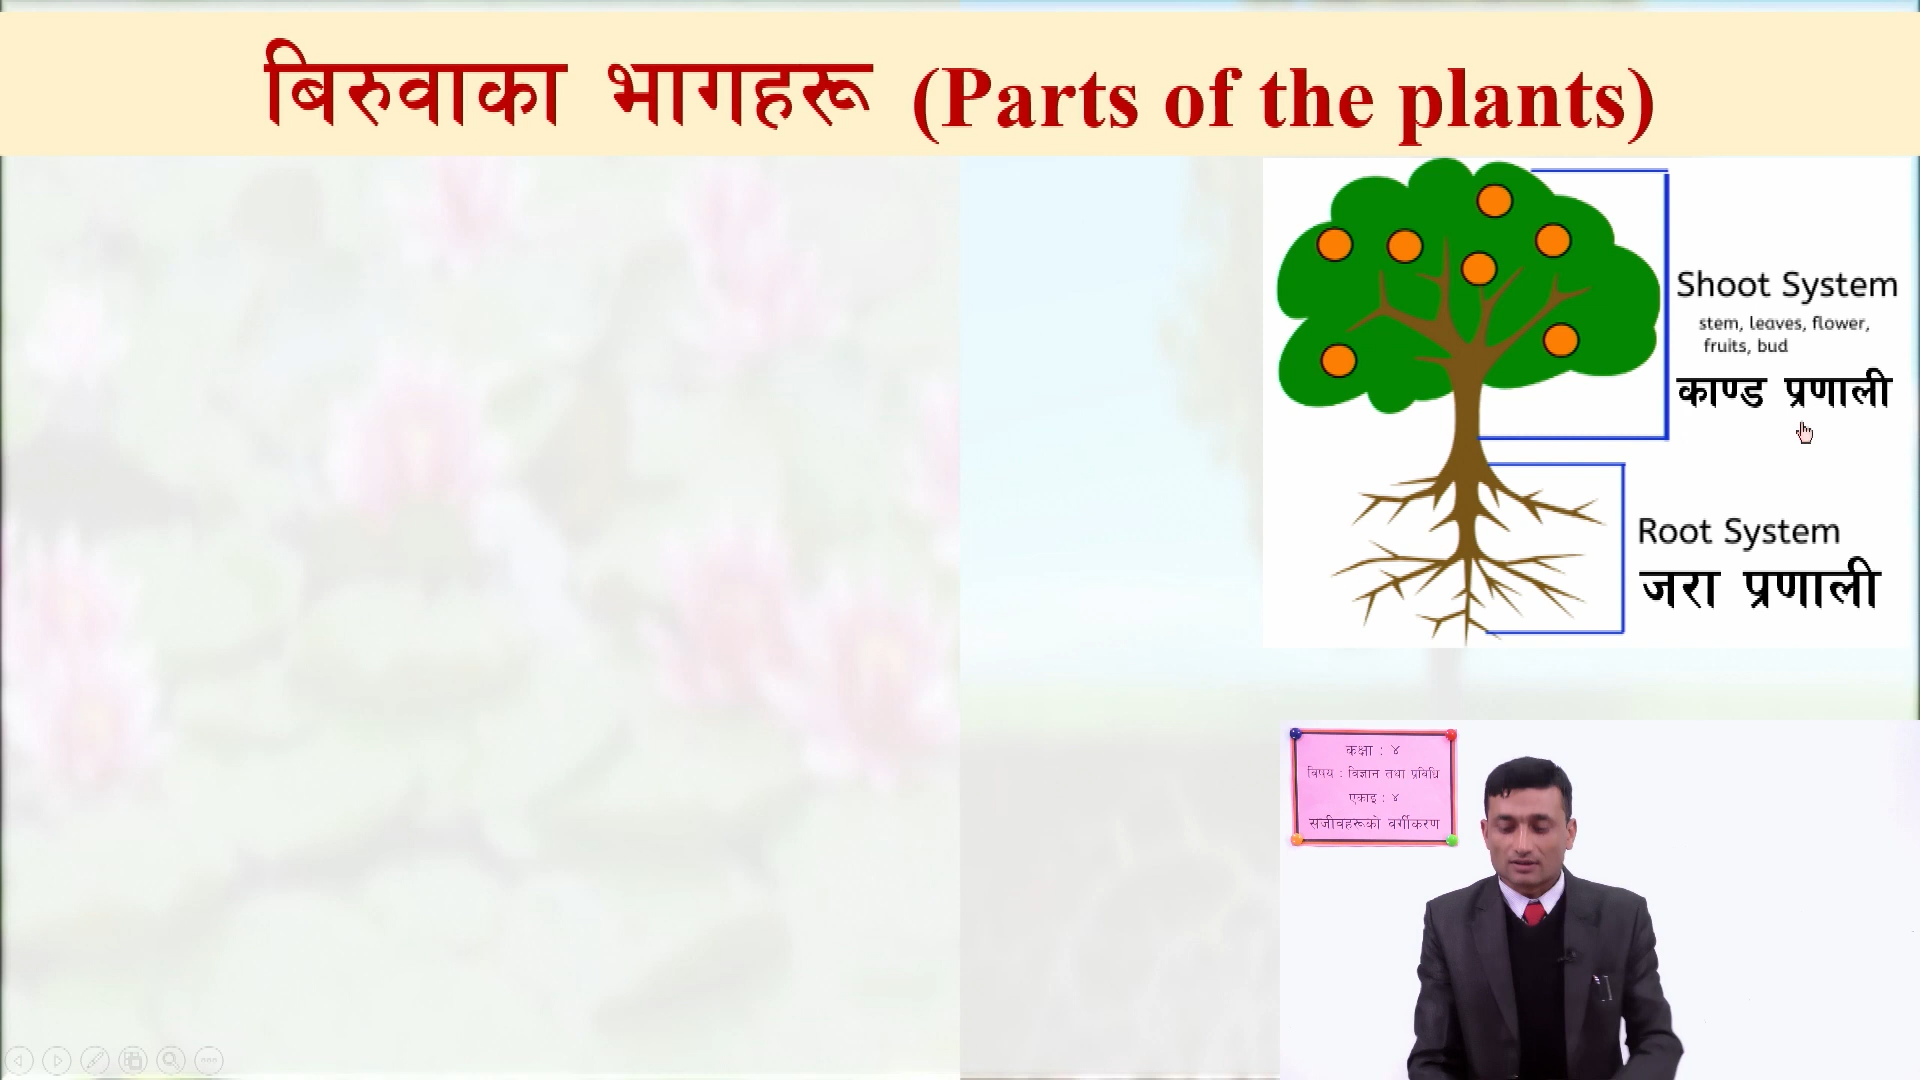 बिरुवाका भागहरू (Parts of the plants)
Shoot System
stem, leaves, flower,
fruits, bud
काण्ड प्रणाली
Root System
जरा प्रणाली
कक्षा : ४
विषय : विज्ञान तथा प्रविधि
एकाइ : ४
सजीवहरूको वर्गीकरण